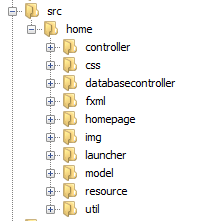 src
home
controller
css
databasecontroller
fxml
homepage
img
launcher
model
resource
util